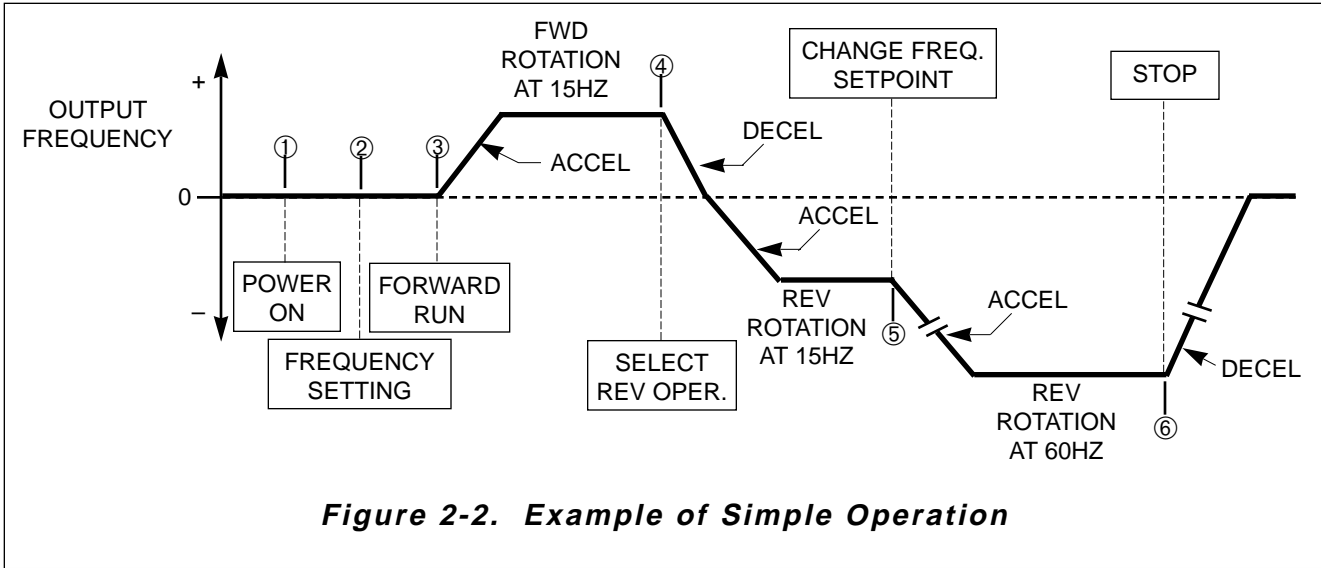 FWD
ROTATION
AT 15HZ
CHANGE FREQ.
SETPOINT
STOP
+
OUTPUT
FREQUENCY
0
–
①
②
③
④
ACCEL
DECEL
ACCEL
POWER
ON
FORWARD
RUN
FREQUENCY
SETTING
SELECT
REV OPER.
REV
ROTATION
AT 15HZ
⑤
ACCEL
REV
ROTATION
AT 60HZ
⑥
DECEL
Figure 2-2. Example of Simple Operation